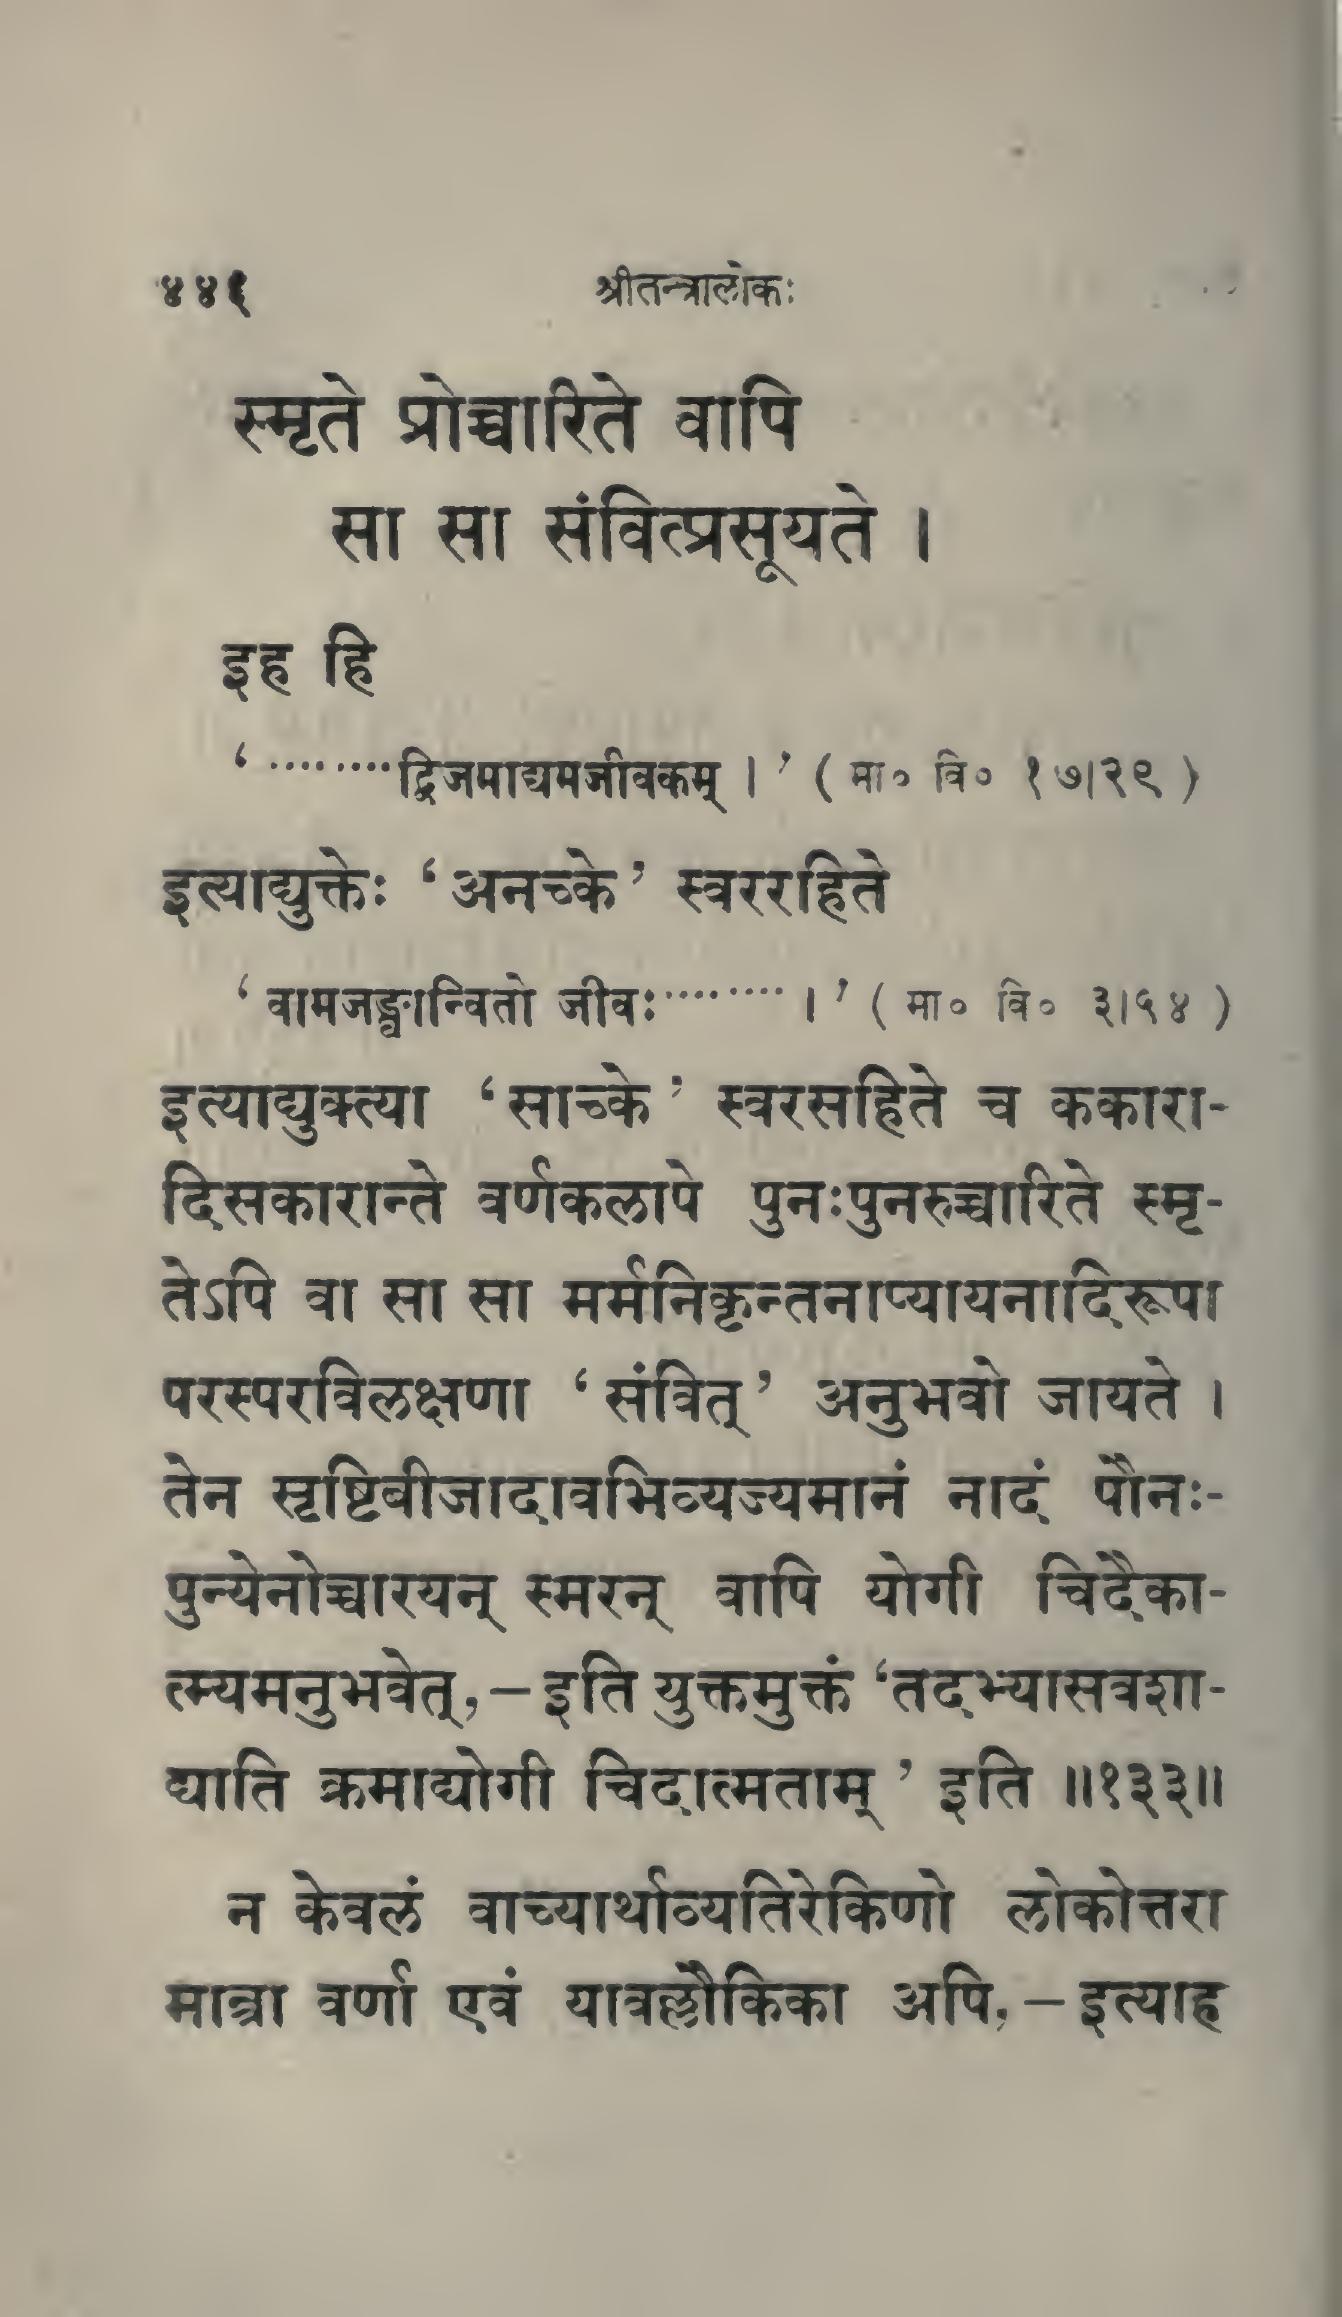 ४४६ श्रीतन्त्रालोकः
स्मृते प्रोच्चारिते वापि
सा सा संवित्प्रसूयते ।
इह हि
‘ ········द्विजमाद्यमजीवकम् । ’ ( मा० वि० १७।२९ )
इत्याद्युक्तेः ‘ अनच्के ’ स्वररहिते
‘ वामजङ्घान्वितो जीवः········ । ’ ( मा० वि० ३।५४ )
इत्याद्युक्त्या ‘ साच्के ’ स्वरसहिते च ककारा-
दिसकारान्ते वर्णकलापे पुनःपुनरुच्चारिते स्मृ-
तेऽपि वा सा सा मर्मनिकृन्तनाप्यायनादिरूपा
परस्परविलक्षणा ‘ संवित् ’ अनुभवो जायते ।
तेन सृष्टिबीजादावभिव्यज्यमानं नादं पौनः-
पुन्येनोच्चारयन् स्मरन् वापि योगी चिदैका-
त्म्यमनुभवेत्, – इति युक्तमुक्तं ‘तदभ्यासवशा-
द्याति क्रमाद्योगी चिदात्मताम् ’ इति ॥१३३॥
न केवलं वाच्यार्थाव्यतिरेकिणो लोकोत्तरा
मान्त्रा वर्णा एवं यावल्लौकिका अपि, – इत्याह